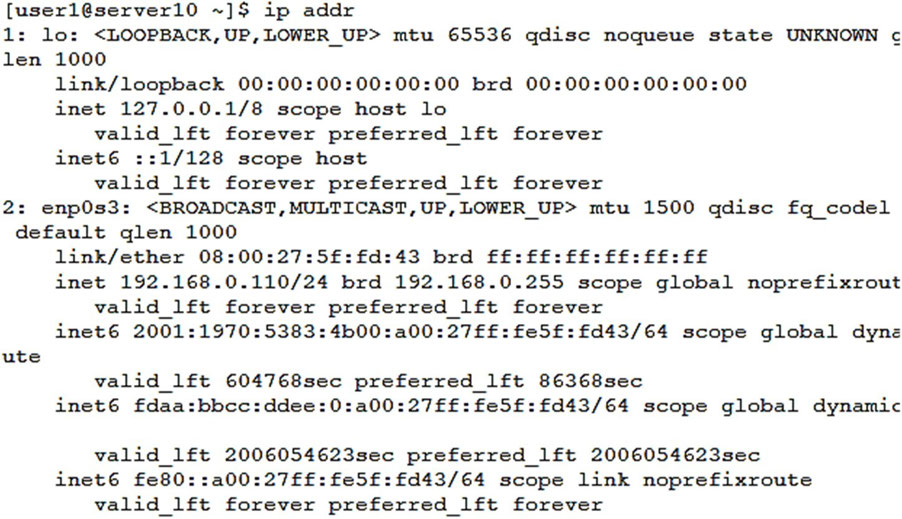 [user1@server10 ~]$ ip addr
1: lo: <LOOPBACK,UP,LOWER_UP> mtu 65536 qdisc noqueue state UNKNOWN g
len 1000
    link/loopback 00:00:00:00:00:00 brd 00:00:00:00:00:00
    inet 127.0.0.1/8 scope host lo
       valid_lft forever preferred_lft forever
    inet6 ::1/128 scope host
       valid_lft forever preferred_lft forever
2: enp0s3: <BROADCAST,MULTICAST,UP,LOWER_UP> mtu 1500 qdisc fq_codel
 default qlen 1000
    link/ether 08:00:27:5f:fd:43 brd ff:ff:ff:ff:ff:ff
    inet 192.168.0.110/24 brd 192.168.0.255 scope global noprefixrout
       valid_lft forever preferred_lft forever
    inet6 2001:1970:5383:4b00:a00:27ff:fe5f:fd43/64 scope global dyna
ute
       valid_lft 604768sec preferred_lft 86368sec
    inet6 fdaa:bbcc:ddee:0:a00:27ff:fe5f:fd43/64 scope global dynamic
       valid_lft 2006054623sec preferred_lft 2006054623sec
    inet6 fe80::a00:27ff:fe5f:fd43/64 scope link noprefixroute
       valid_lft forever preferred_lft forever